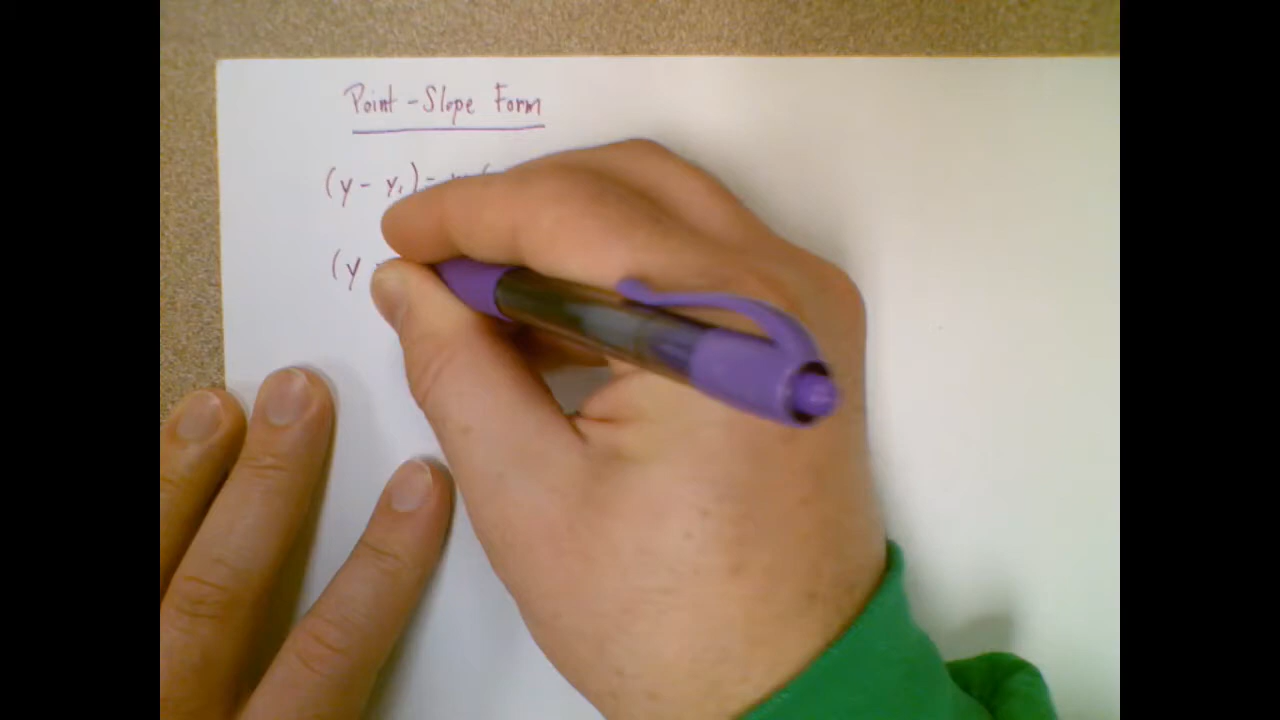 Point-Slope Form
(y - y₁) = m(
(y -